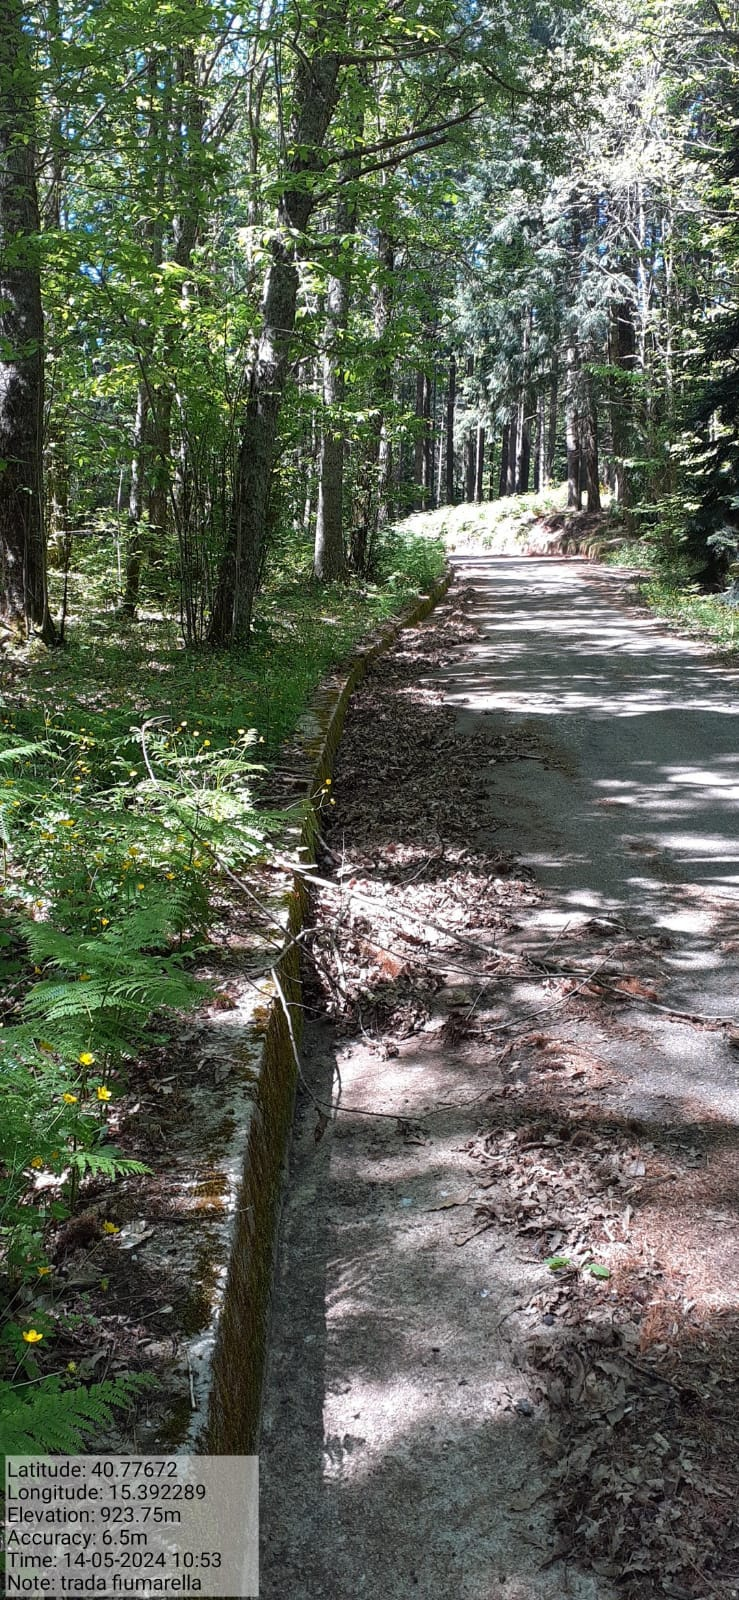 Latitude: 40.77672
Longitude: 15.392289
Elevation: 923.75m
Accuracy: 6.5m
Time: 14-05-2024 10:53
Note: trada fiumarella